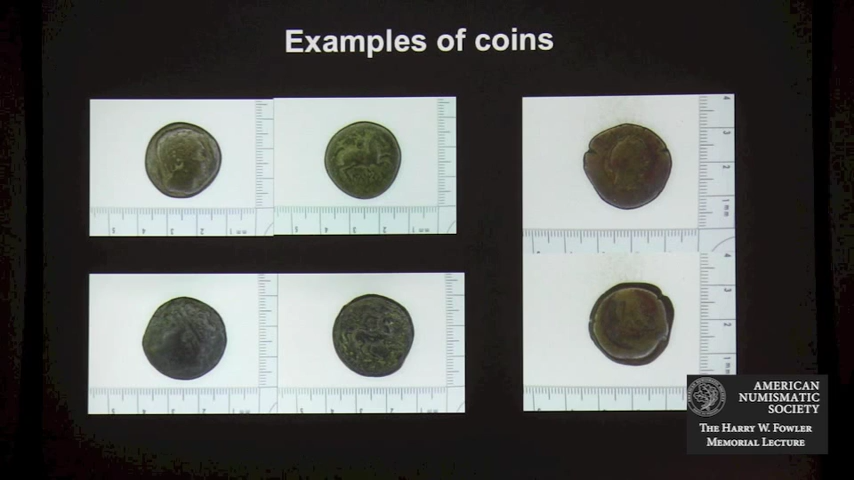 Examples of coins
AMERICAN
NUMISMATIC
SOCIETY
THE HARRY W. FOWLER
MEMORIAL LECTURE